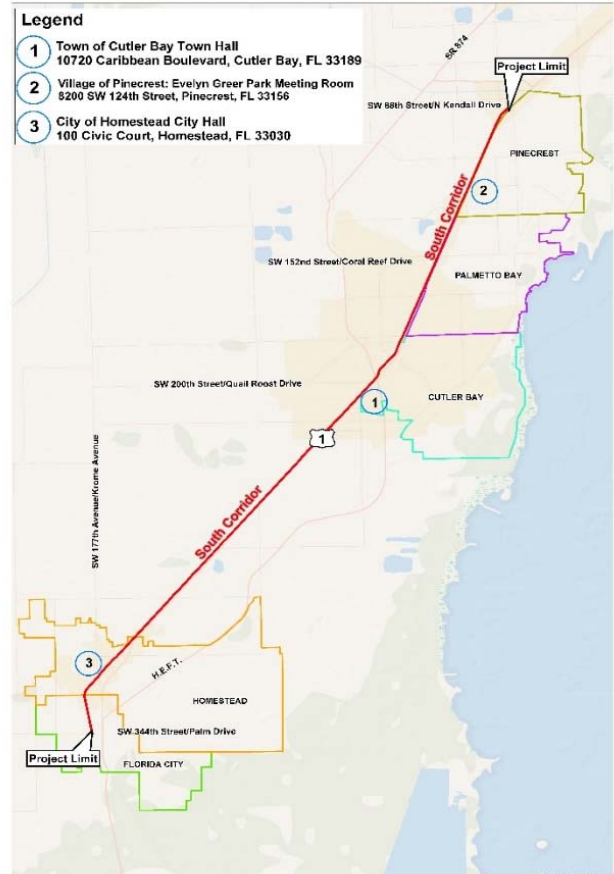 Legend
1 Town of Cutler Bay Town Hall
10720 Caribbean Boulevard, Cutler Bay, FL 33189
2 Village of Pinecrest: Evelyn Greer Park Meeting Room
8200 SW 124th Street, Pinecrest, FL 33156
3 City of Homestead City Hall
100 Civic Court, Homestead, FL 33030
SR 874
Project Limit
SW 88th Street/N Kendall Drive
PINECREST
2
South Corridor
SW 152nd Street/Coral Reef Drive
PALMETTO BAY
SW 200th Street/Quail Roost Drive
CUTLER BAY
1
1
SW 177th Avenue/Krome Avenue
South Corridor
3
H.E.F.T.
HOMESTEAD
SW 344th Street/Palm Drive
Project Limit
FLORIDA CITY